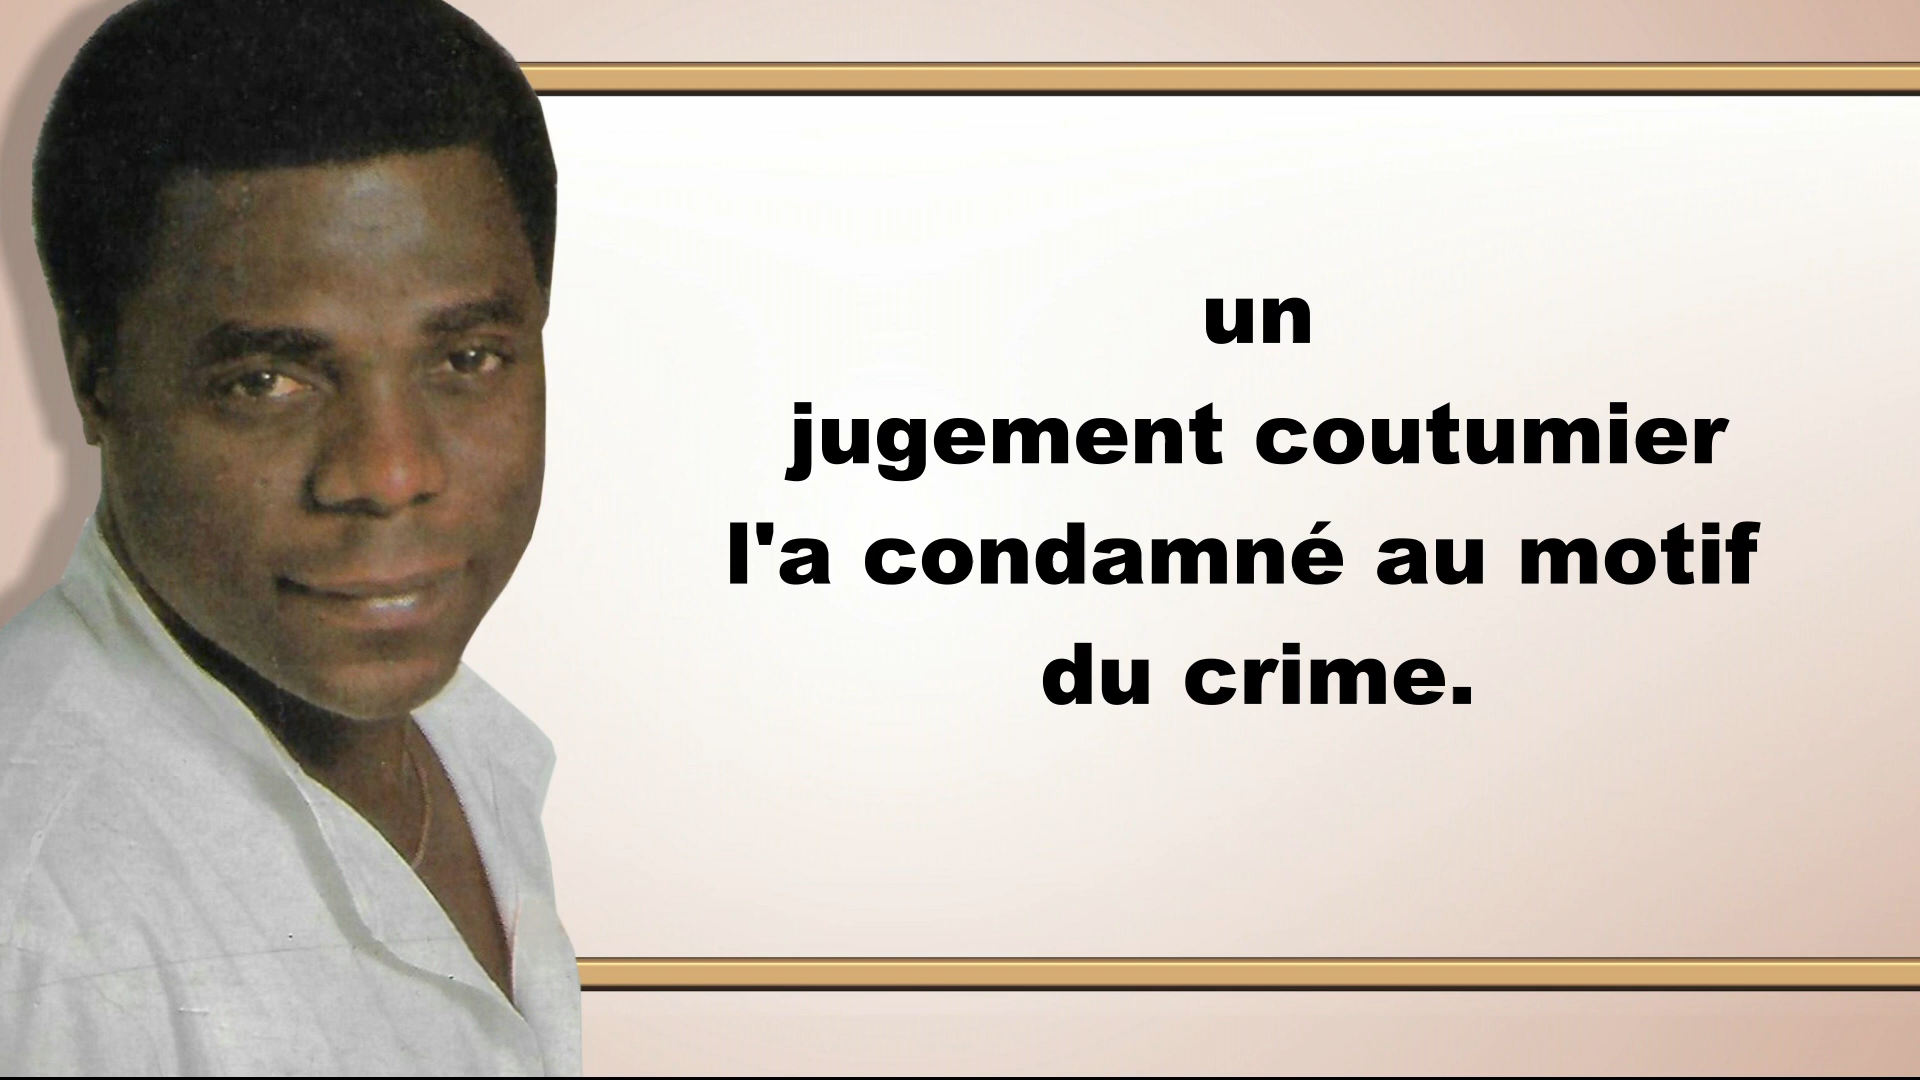 un
jugement coutumier
l'a condamné au motif
du crime.